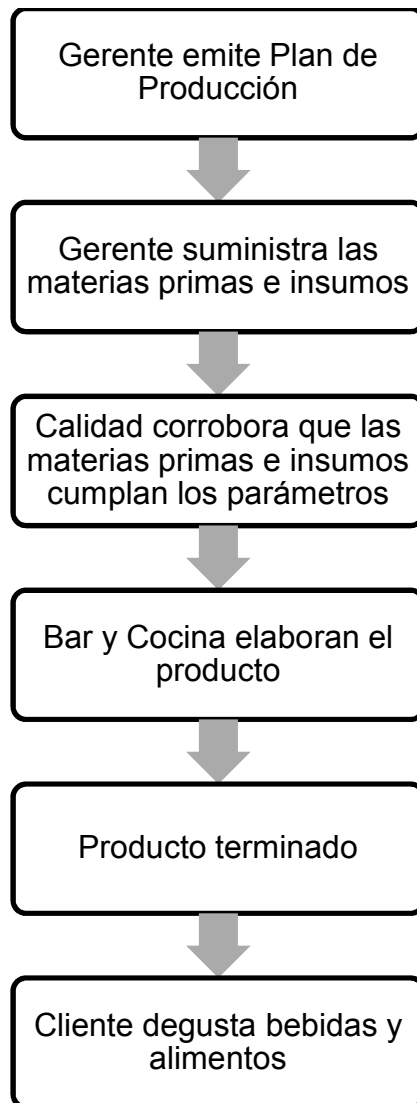 Gerente emite Plan de
Producción
Gerente suministra las
materias primas e insumos
Calidad corrobora que las
materias primas e insumos
cumplan los parámetros
Bar y Cocina elaboran el
producto
Producto terminado
Cliente degusta bebidas y
alimentos